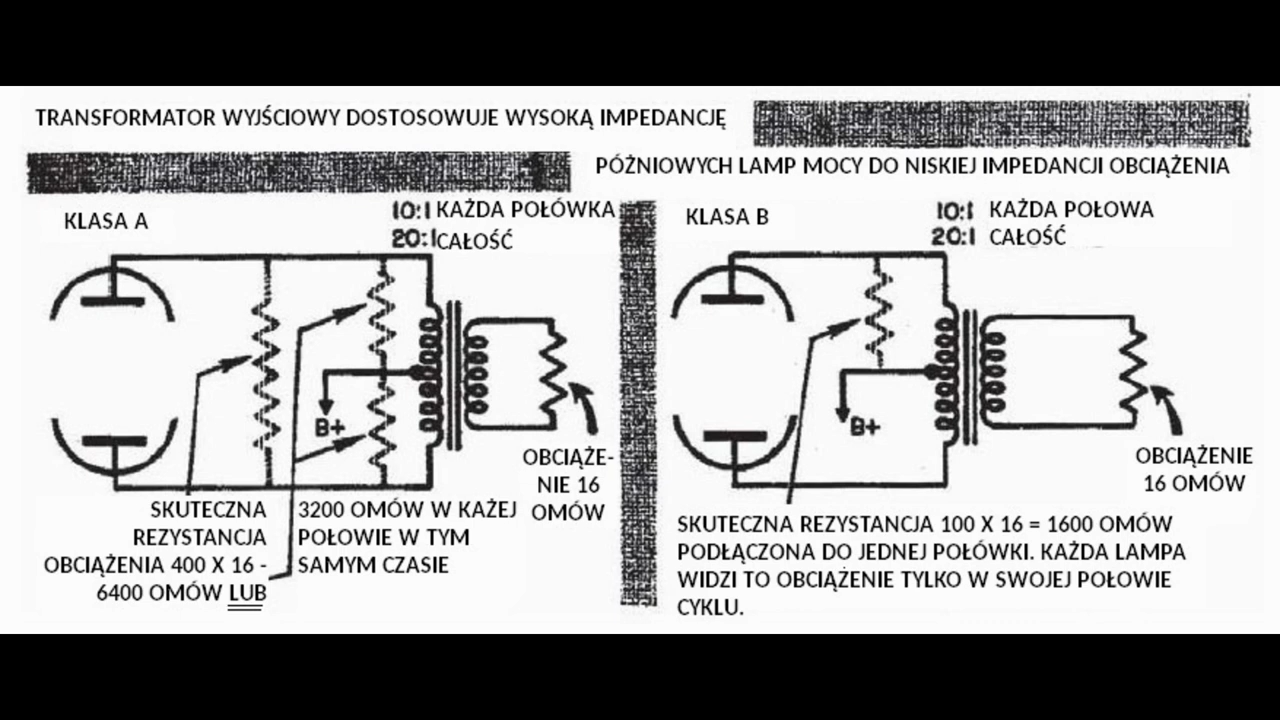 TRANSFORMATOR WYJŚCIOWY DOSTOSOWUJE WYSOKĄ IMPEDANCJĘ
PÓŻNIOWYCH LAMP MOCY DO NISKIEJ IMPEDANCJI OBCIĄŻENIA
KLASA A
10:1 KAŻDA POŁÓWKA
20:1 CAŁOŚĆ
B+
OBCIĄŻE-
NIE 16
OMÓW
SKUTECZNA
REZYSTANCJA
OBCIĄŻENIA 400 X 16 -
6400 OMÓW LUB
3200 OMÓW W KAŻEJ
POŁOWIE W TYM
SAMYM CZASIE
KLASA B
10:1 KAŻDA POŁOWA
20:1 CAŁOŚĆ
B+
OBCIĄŻENIE
16 OMÓW
SKUTECZNA REZYSTANCJA 100 X 16 = 1600 OMÓW
PODŁĄCZONA DO JEDNEJ POŁÓWKI. KAŻDA LAMPA
WIDZI TO OBCIĄŻENIE TYLKO W SWOJEJ POŁOWIE
CYKLU.